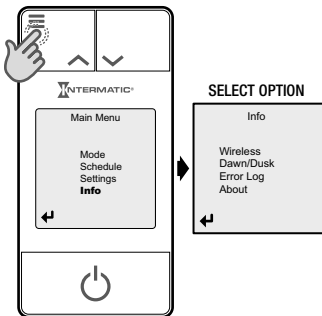 INTERMATIC®
Main Menu
Mode
Schedule
Settings
Info
SELECT OPTION
Info
Wireless
Dawn/Dusk
Error Log
About